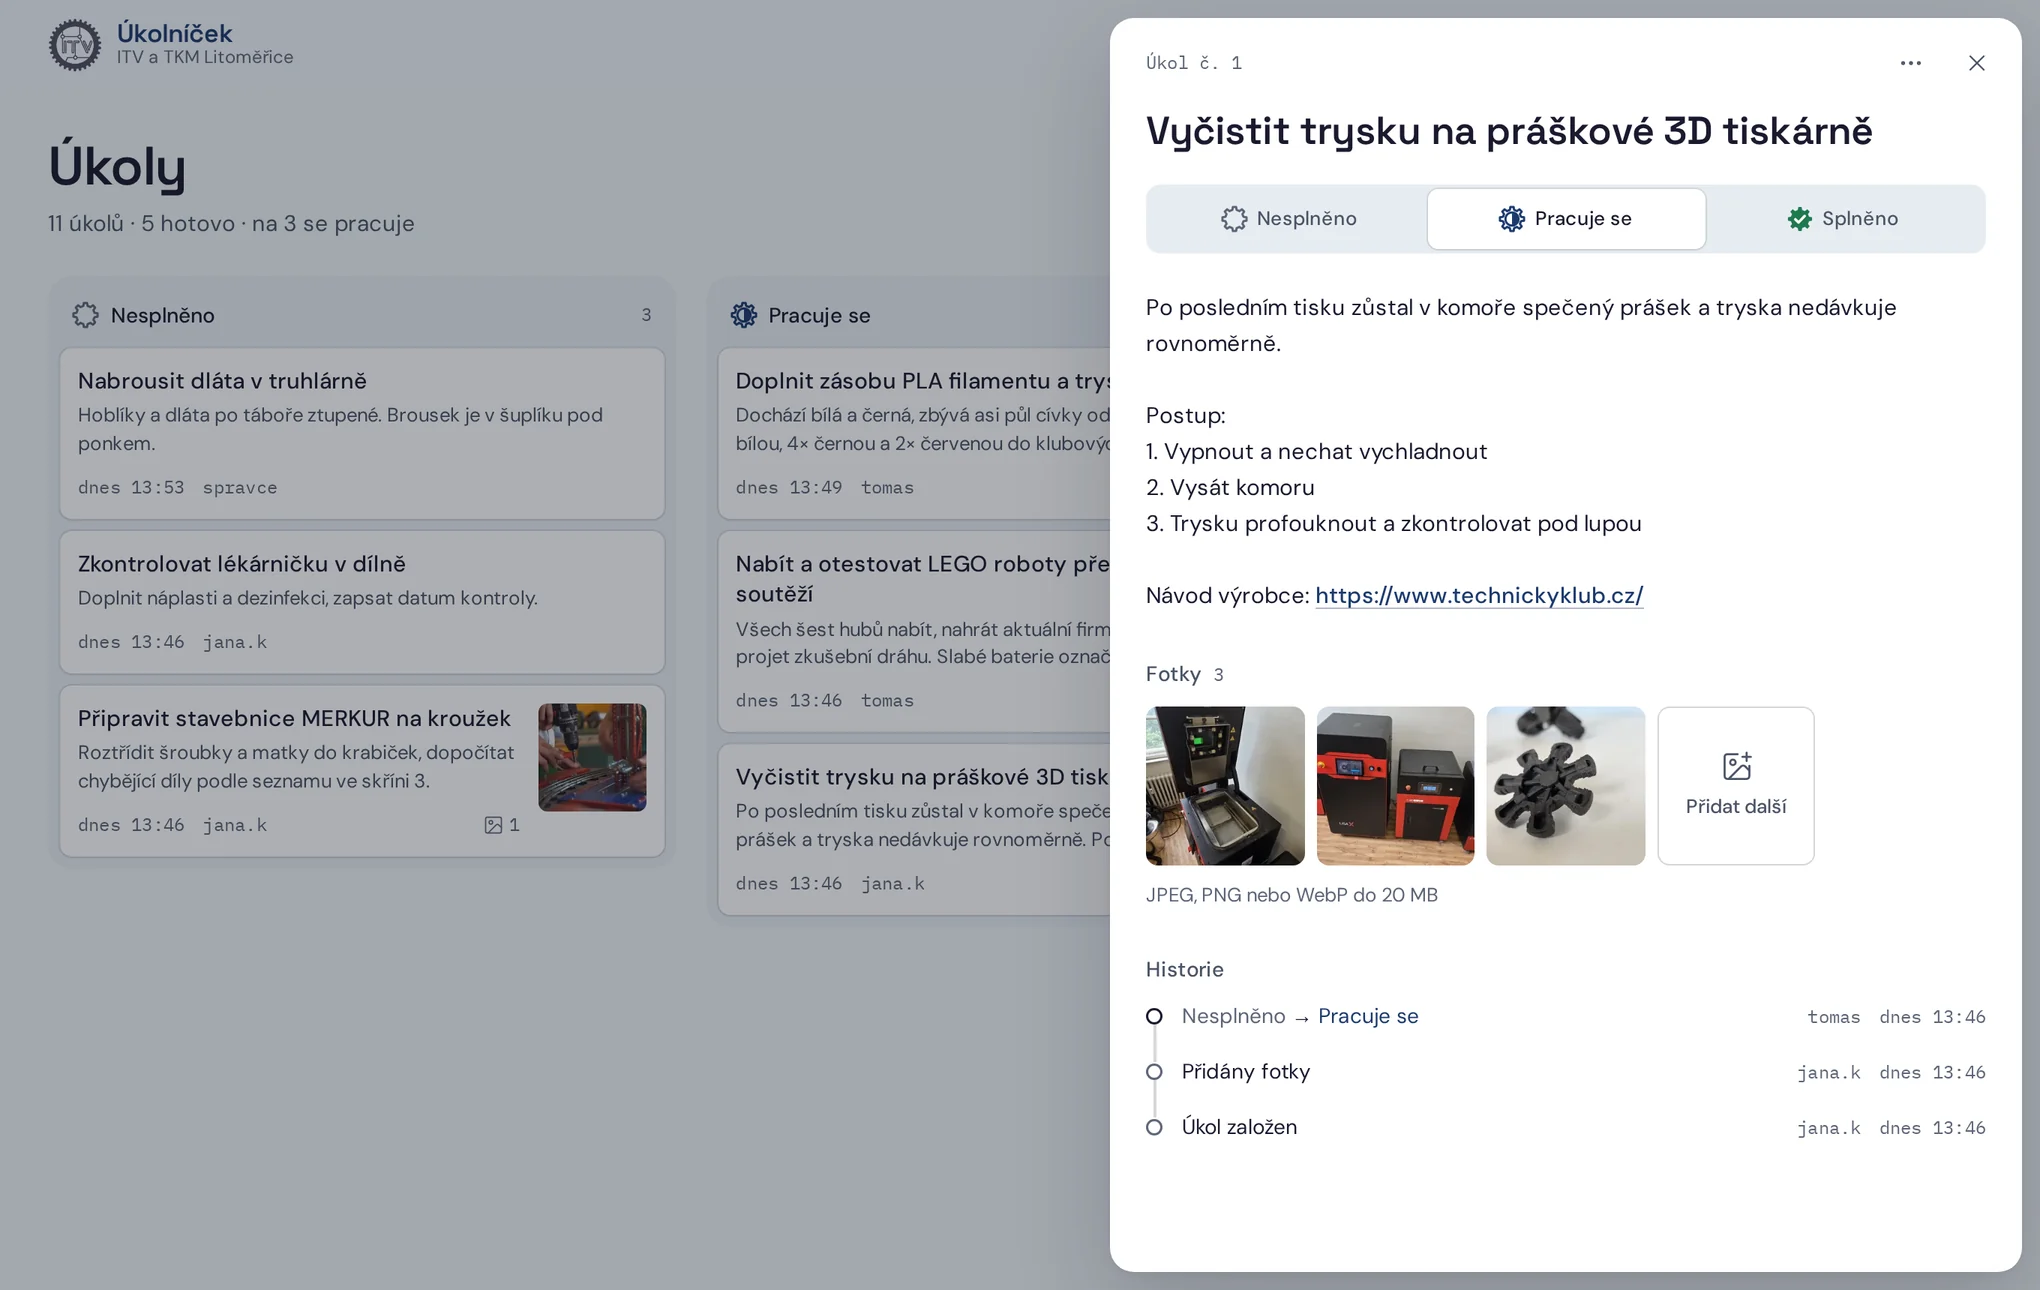 Úkolníček
ITV a TKM Litoměřice
Úkoly
11 úkolů · 5 hotovo · na 3 se pracuje
Nesplněno 3
Nabrousit dláta v truhlárně
Hoblíky a dláta po táboře ztupené. Brousek je v šuplíku pod
ponkem.
dnes 13:53 spravce
Zkontrolovat lékárničku v dílně
Doplnit náplasti a dezinfekci, zapsat datum kontroly.
dnes 13:46 jana.k
Připravit stavebnice MERKUR na kroužek
Roztřídit šroubky a matky do krabiček, dopočítat
chybějící díly podle seznamu ve skříni 3.
dnes 13:46 jana.k 1
Pracuje se
Doplnit zásobu PLA filamentu a trys
Dochází bílá a černá, zbývá asi půl cívky od
bílou, 4× černou a 2× červenou do klubovýc
dnes 13:49 tomas
Nabít a otestovat LEGO roboty pře
soutěží
Všech šest hubů nabít, nahrát aktuální firm
projet zkušební dráhu. Slabé baterie označ
dnes 13:46 tomas
Vyčistit trysku na práškové 3D tisk
Po posledním tisku zůstal v komoře speče
prášek a tryska nedávkuje rovnoměrně. Po
dnes 13:46 jana.k
Úkol č. 1
Vyčistit trysku na práškové 3D tiskárně
Nesplněno Pracuje se Splněno
Po posledním tisku zůstal v komoře spečený prášek a tryska nedávkuje
rovnoměrně.
Postup:
1. Vypnout a nechat vychladnout
2. Vysát komoru
3. Trysku profouknout a zkontrolovat pod lupou
Návod výrobce: https://www.technickyklub.cz/
Fotky 3
Přidat další
JPEG, PNG nebo WebP do 20 MB
Historie
Nesplněno → Pracuje se tomas dnes 13:46
Přidány fotky jana.k dnes 13:46
Úkol založen jana.k dnes 13:46